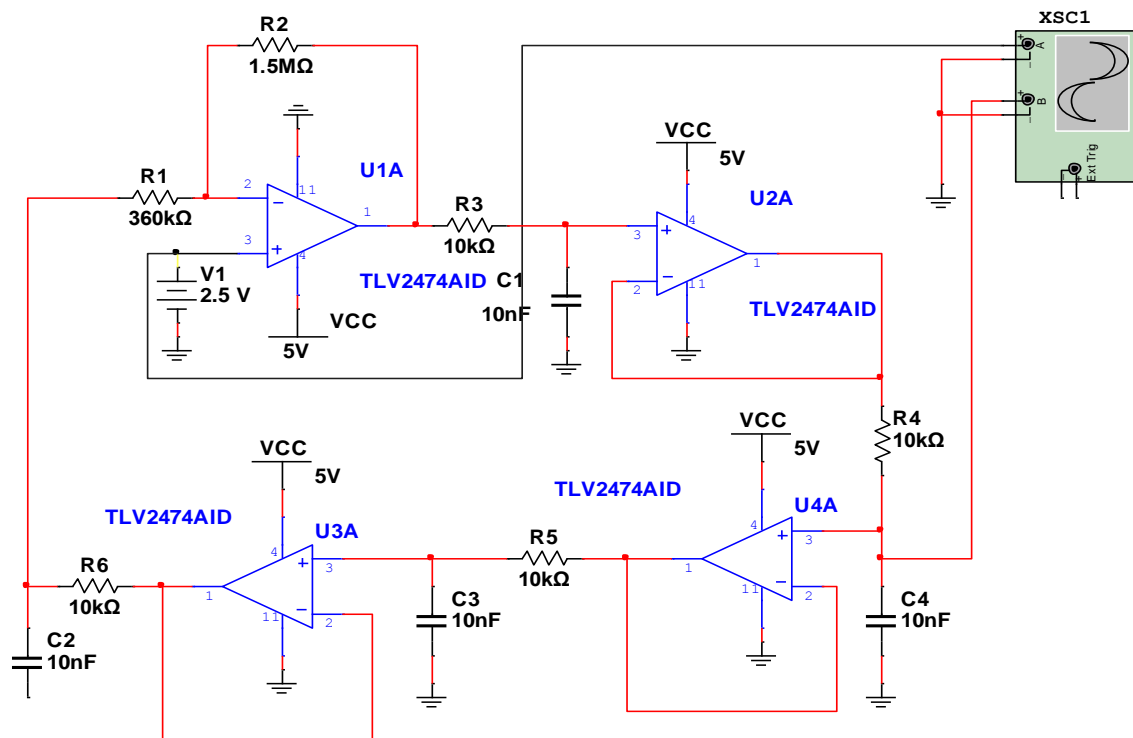 XSC1
R2
1.5MΩ
A
B
Ext Trig
VCC
5V
U1A
U2A
R1
360kΩ
2
3
11
4
1
R3
10kΩ
V1
2.5 V
VCC
5V
TLV2474AID
C1
10nF
3
2
4
11
1
TLV2474AID
R4
10kΩ
VCC
5V
TLV2474AID
U3A
VCC
5V
TLV2474AID
U4A
R6
10kΩ
1
4
11
3
2
R5
10kΩ
1
4
11
3
2
C2
10nF
C3
10nF
C4
10nF